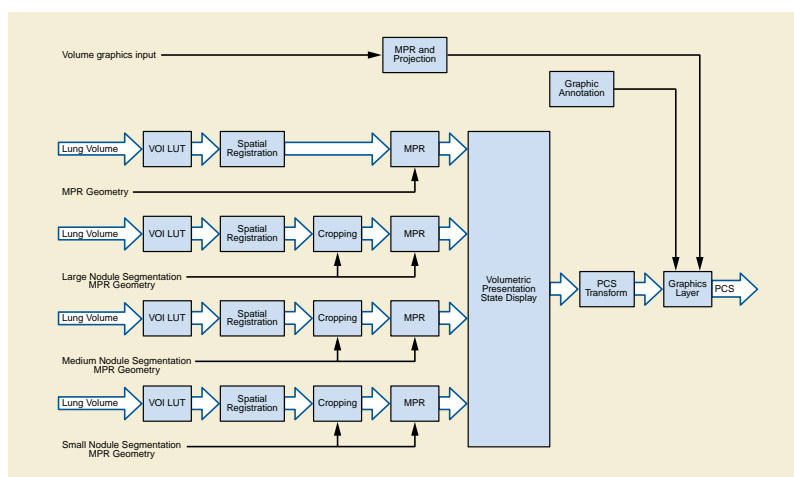 Volume graphics input
MPR and
Projection
Graphic
Annotation
Lung Volume
VOI LUT
Spatial
Registration
MPR
MPR Geometry
Lung Volume
VOI LUT
Spatial
Registration
Cropping
MPR
Large Nodule Segmentation
MPR Geometry
Lung Volume
VOI LUT
Spatial
Registration
Cropping
MPR
Medium Nodule Segmentation
MPR Geometry
Lung Volume
VOI LUT
Spatial
Registration
Cropping
MPR
Small Nodule Segmentation
MPR Geometry
Volumetric
Presentation
State Display
PCS
Transform
Graphics
Layer
PCS